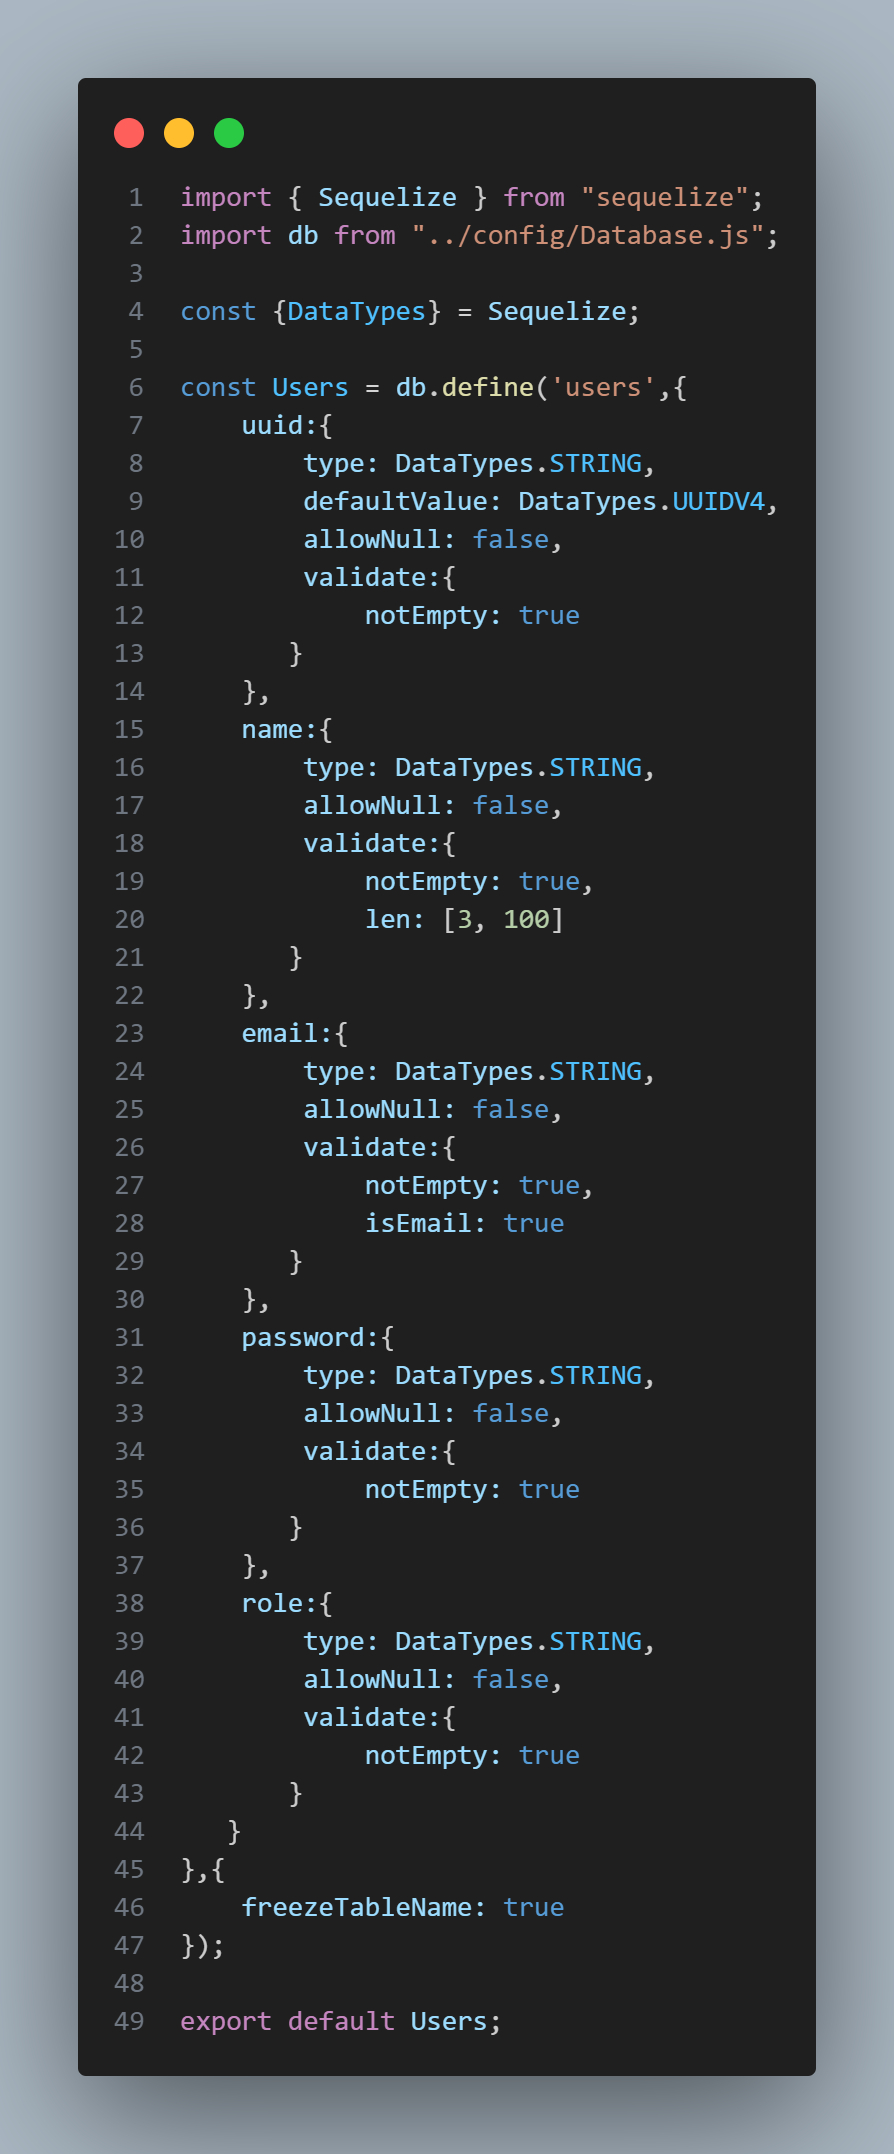 1 import { Sequelize } from "sequelize";
2 import db from "../config/Database.js";
3
4 const {DataTypes} = Sequelize;
5
6 const Users = db.define('users',{
7     uuid:{
8         type: DataTypes.STRING,
9         defaultValue: DataTypes.UUIDV4,
10         allowNull: false,
11         validate:{
12             notEmpty: true
13        }
14     },
15     name:{
16         type: DataTypes.STRING,
17         allowNull: false,
18         validate:{
19             notEmpty: true,
20             len: [3, 100]
21        }
22     },
23     email:{
24         type: DataTypes.STRING,
25         allowNull: false,
26         validate:{
27             notEmpty: true,
28             isEmail: true
29        }
30     },
31     password:{
32         type: DataTypes.STRING,
33         allowNull: false,
34         validate:{
35             notEmpty: true
36        }
37     },
38     role:{
39         type: DataTypes.STRING,
40         allowNull: false,
41         validate:{
42             notEmpty: true
43        }
44    }
45 },{
46     freezeTableName: true
47 });
48
49 export default Users;